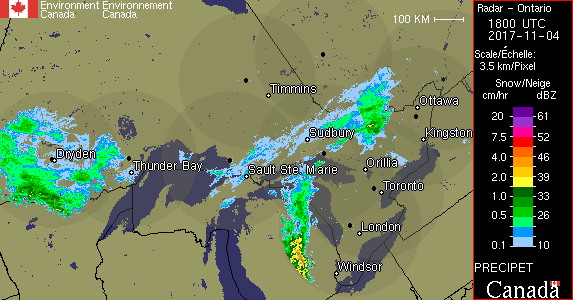 Environment Environnement
Canada Canada
100 KM
Radar - Ontario
1800 UTC
2017-11-04
Scale/Échelle:
3.5 km/Pixel
Snow/Neige
cm/hr dBZ
20 61
7.5 52
4.0 46
2.0 39
1.0 33
0.5 26
0.1 10
PRECIPET
Canada
Timmins
Ottawa
Sudbury
Kingston
Dryden
Thunder Bay
Sault Ste. Marie
Orillia
Toronto
London
Windsor